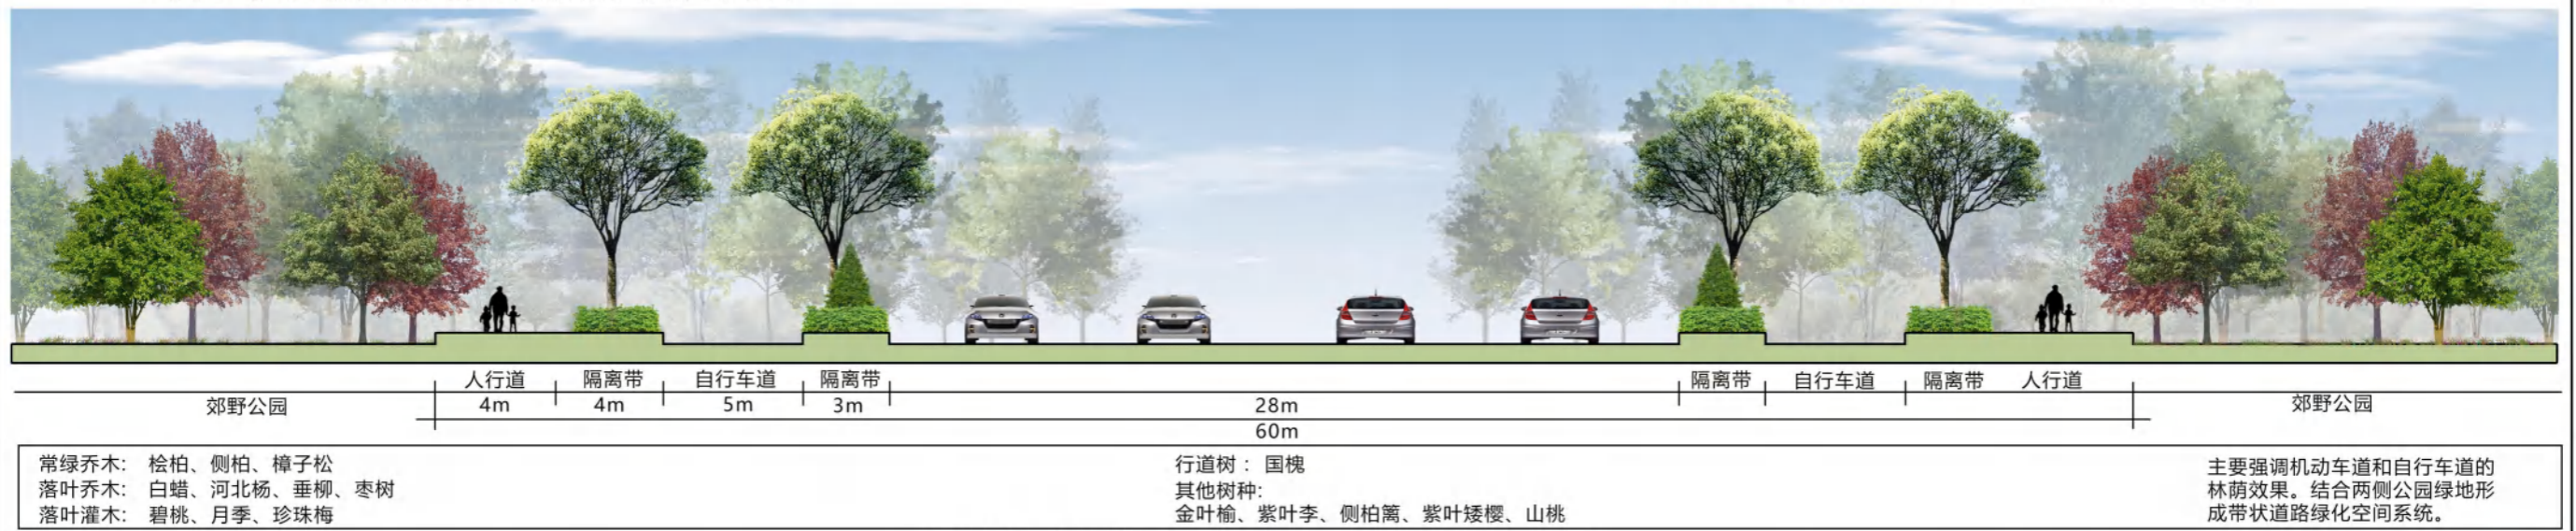 人行道 隔离带 自行车道 隔离带 隔离带 自行车道 隔离带 人行道
郊野公园 4m 4m 5m 3m 28m 郊野公园
60m
常绿乔木： 桧柏、侧柏、樟子松
落叶乔木： 白蜡、河北杨、垂柳、枣树
落叶灌木： 碧桃、月季、珍珠梅
行道树： 国槐
其他树种：
金叶榆、紫叶李、侧柏篱、紫叶矮樱、山桃
主要强调机动车道和自行车道的
林荫效果。结合两侧公园绿地形
成带状道路绿化空间系统。